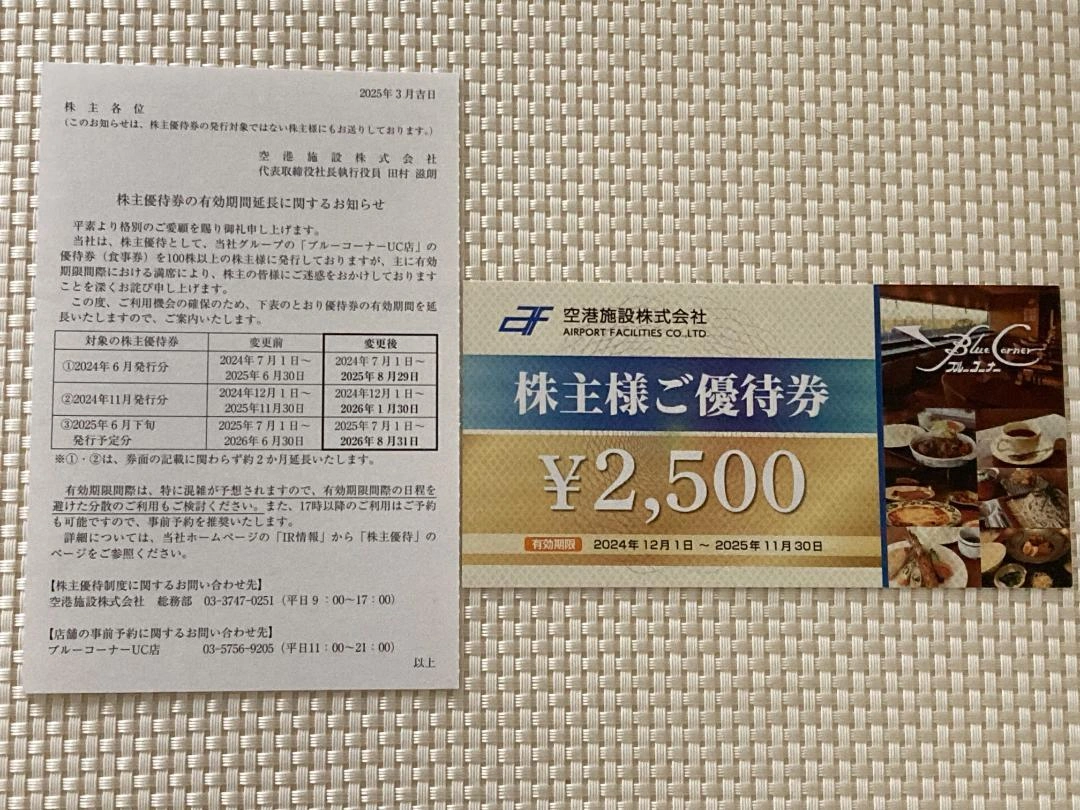 2025年3月吉日
株主各位
(このお知らせは、株主優待券の発行対象ではない株主様にもお送りしております。)
空港施設株式会社
代表取締役社長執行役員 田村 滋朗
株主優待券の有効期間延長に関するお知らせ
平素より格別のご愛顧を賜り御礼申し上げます。
当社は、株主優待として、当社グループの「ブルーコーナーUC店」の
優待券(食事券)を100株以上の株主様に発行しておりますが、主に有効
期限間際における満席により、株主の皆様にご迷惑をおかけしております
ことを深くお詫び申し上げます。
この度、ご利用機会の確保のため、下表のとおり優待券の有効期間を延
長いたしますので、ご案内いたします。
対象の株主優待券 変更前 変更後
①2024年6月発行分 2024年7月1日~ 2024年7月1日~
2025年6月30日 2025年8月29日
②2024年11月発行分 2024年12月1日~ 2024年12月1日~
2025年11月30日 2026年1月30日
③2025年6月下旬 2025年7月1日~ 2025年7月1日~
発行予定分 2026年6月30日 2026年8月31日
※①・②は、券面の記載に関わらず約2か月延長いたします。
有効期限間際は、特に混雑が予想されますので、有効期限間際の日程を
避けた分散のご利用もご検討ください。また、17時以降のご利用はご予約
も可能ですので、事前予約を推奨いたします。
詳細については、当社ホームページの「IR情報」から「株主優待」の
ページをご参照ください。
【株主優待制度に関するお問い合わせ先】
空港施設株式会社 総務部 03-3747-0251(平日9:00~17:00)
【店舗の事前予約に関するお問い合わせ先】
ブルーコーナーUC店 03-5756-9205(平日11:00~21:00)
以上
AF 空港施設株式会社
AIRPORT FACILITIES CO.,LTD.
株主様ご優待券
¥2,500
有効期限 2024年12月1日 ~ 2025年11月30日
Blue Corner
ブルーコーナー